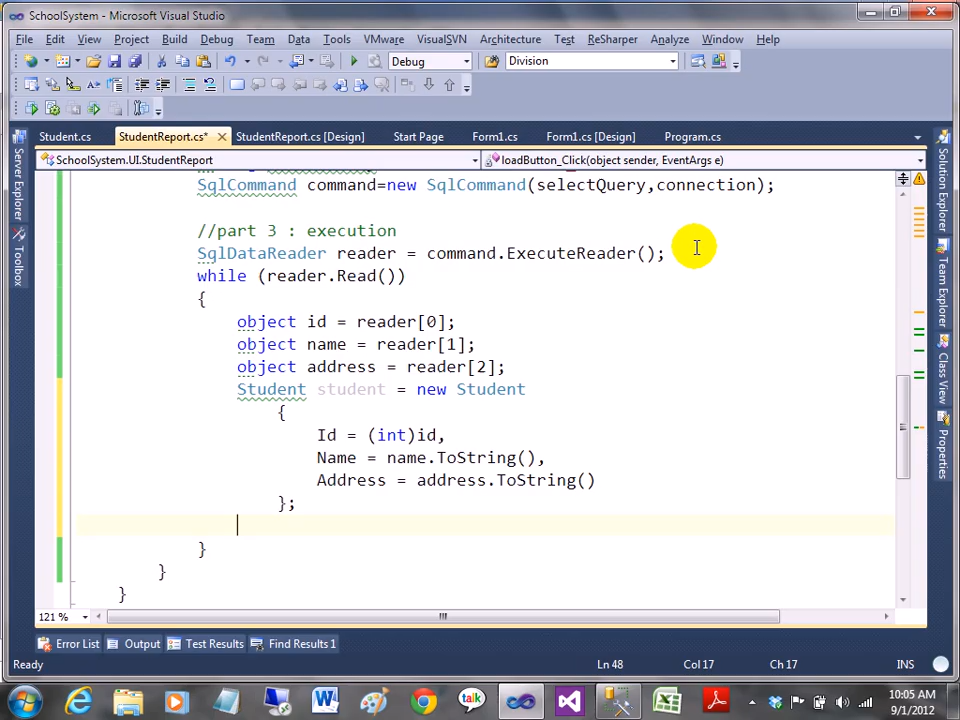 SchoolSystem - Microsoft Visual Studio
File Edit View Project Build Debug Team Data Tools VMware VisualSVN Architecture Test ReSharper Analyze Window Help
Debug Division
Student.cs StudentReport.cs* StudentReport.cs [Design] Start Page Form1.cs Form1.cs [Design] Program.cs
SchoolSystem.UI.StudentReport loadButton_Click(object sender, EventArgs e)
Server Explorer
Toolbox
Solution Explorer
Team Explorer
Class View
Properties
SqlCommand command=new SqlCommand(selectQuery,connection);
//part 3 : execution
SqlDataReader reader = command.ExecuteReader();
while (reader.Read())
{
object id = reader[0];
object name = reader[1];
object address = reader[2];
Student student = new Student
{
Id = (int)id,
Name = name.ToString(),
Address = address.ToString()
};
}
}
}
121 %
Error List Output Test Results Find Results 1
Ready Ln 48 Col 17 Ch 17 INS
talk
10:05 AM
9/1/2012